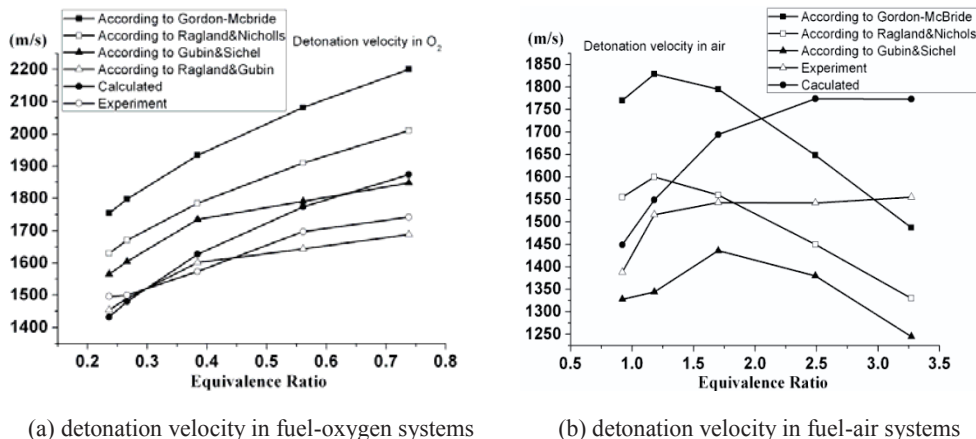 According to Gordon-Mcbride
According to Ragland&Nicholls
According to Gubin&Sichel
According to Ragland&Gubin
Calculated
Experiment
(m/s)
Detonation velocity in O2
2200
2100
2000
1900
1800
1700
1600
1500
1400
0.2
0.3
0.4
0.5
0.6
0.7
0.8
Equivalence Ratio
(a) detonation velocity in fuel-oxygen systems
According to Gordon-McBride
According to Ragland&Nichols
According to Gubin&Sichel
Experiment
Caculated
(m/s)
Detonation velocity in air
1850
1800
1750
1700
1650
1600
1550
1500
1450
1400
1350
1300
1250
0.5
1.0
1.5
2.0
2.5
3.0
3.5
Equivalence Ratio
(b) detonation velocity in fuel-air systems